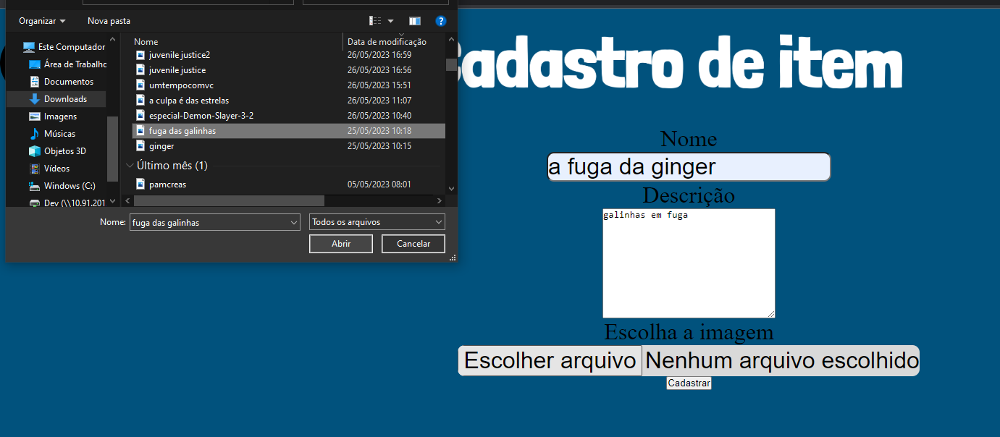 Organizar
Nova pasta
?
Este Computador
Área de Trabalho
Documentos
Downloads
Imagens
Músicas
Objetos 3D
Vídeos
Windows (C:)
Dev (\\10.91.201
Nome
Data de modificação
juvenile justice2
26/05/2023 16:59
juvenile justice
26/05/2023 16:56
umtempocomvc
26/05/2023 15:51
a culpa é das estrelas
26/05/2023 11:07
especial-Demon-Slayer-3-2
26/05/2023 10:40
fuga das galinhas
25/05/2023 10:18
ginger
25/05/2023 10:15
Último mês (1)
pamcreas
05/05/2023 08:01
Nome:
fuga das galinhas
Todos os arquivos
Abrir
Cancelar
Cadastro de item
Nome
a fuga da ginger
Descrição
galinhas em fuga
Escolha a imagem
Escolher arquivo
Nenhum arquivo escolhido
Cadastrar